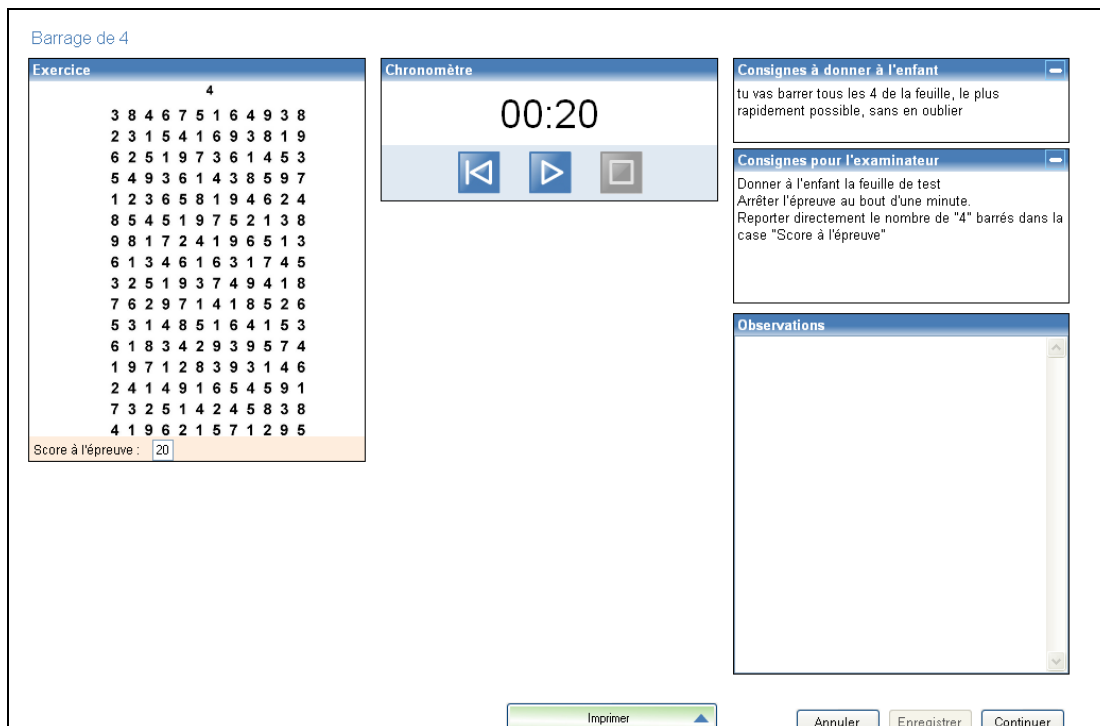 Barrage de 4
Exercice
4
3 8 4 6 7 5 1 6 4 9 3 8
2 3 1 5 4 1 6 9 3 8 1 9
6 2 5 1 9 7 3 6 1 4 5 3
5 4 9 3 6 1 4 3 8 5 9 7
1 2 3 6 5 8 1 9 4 6 2 4
8 5 4 5 1 9 7 5 2 1 3 8
9 8 1 7 2 4 1 9 6 5 1 3
6 1 3 4 6 1 6 3 1 7 4 5
3 2 5 1 9 3 7 4 9 4 1 8
7 6 2 9 7 1 4 1 8 5 2 6
5 3 1 4 8 5 1 6 4 1 5 3
6 1 8 3 4 2 9 3 9 5 7 4
1 9 7 1 2 8 3 9 3 1 4 6
2 4 1 4 9 1 6 5 4 5 9 1
7 3 2 5 1 4 2 4 5 8 3 8
4 1 9 6 2 1 5 7 1 2 9 5
Score à l'épreuve : 20
Chronomètre
00:20
Consignes à donner à l'enfant
tu vas barrer tous les 4 de la feuille, le plus
rapidement possible, sans en oublier
Consignes pour l'examinateur
Donner à l'enfant la feuille de test
Arrêter l'épreuve au bout d'une minute.
Reporter directement le nombre de "4" barrés dans la
case "Score à l'épreuve"
Observations
Imprimer
Annuler
Enregistrer
Continuer